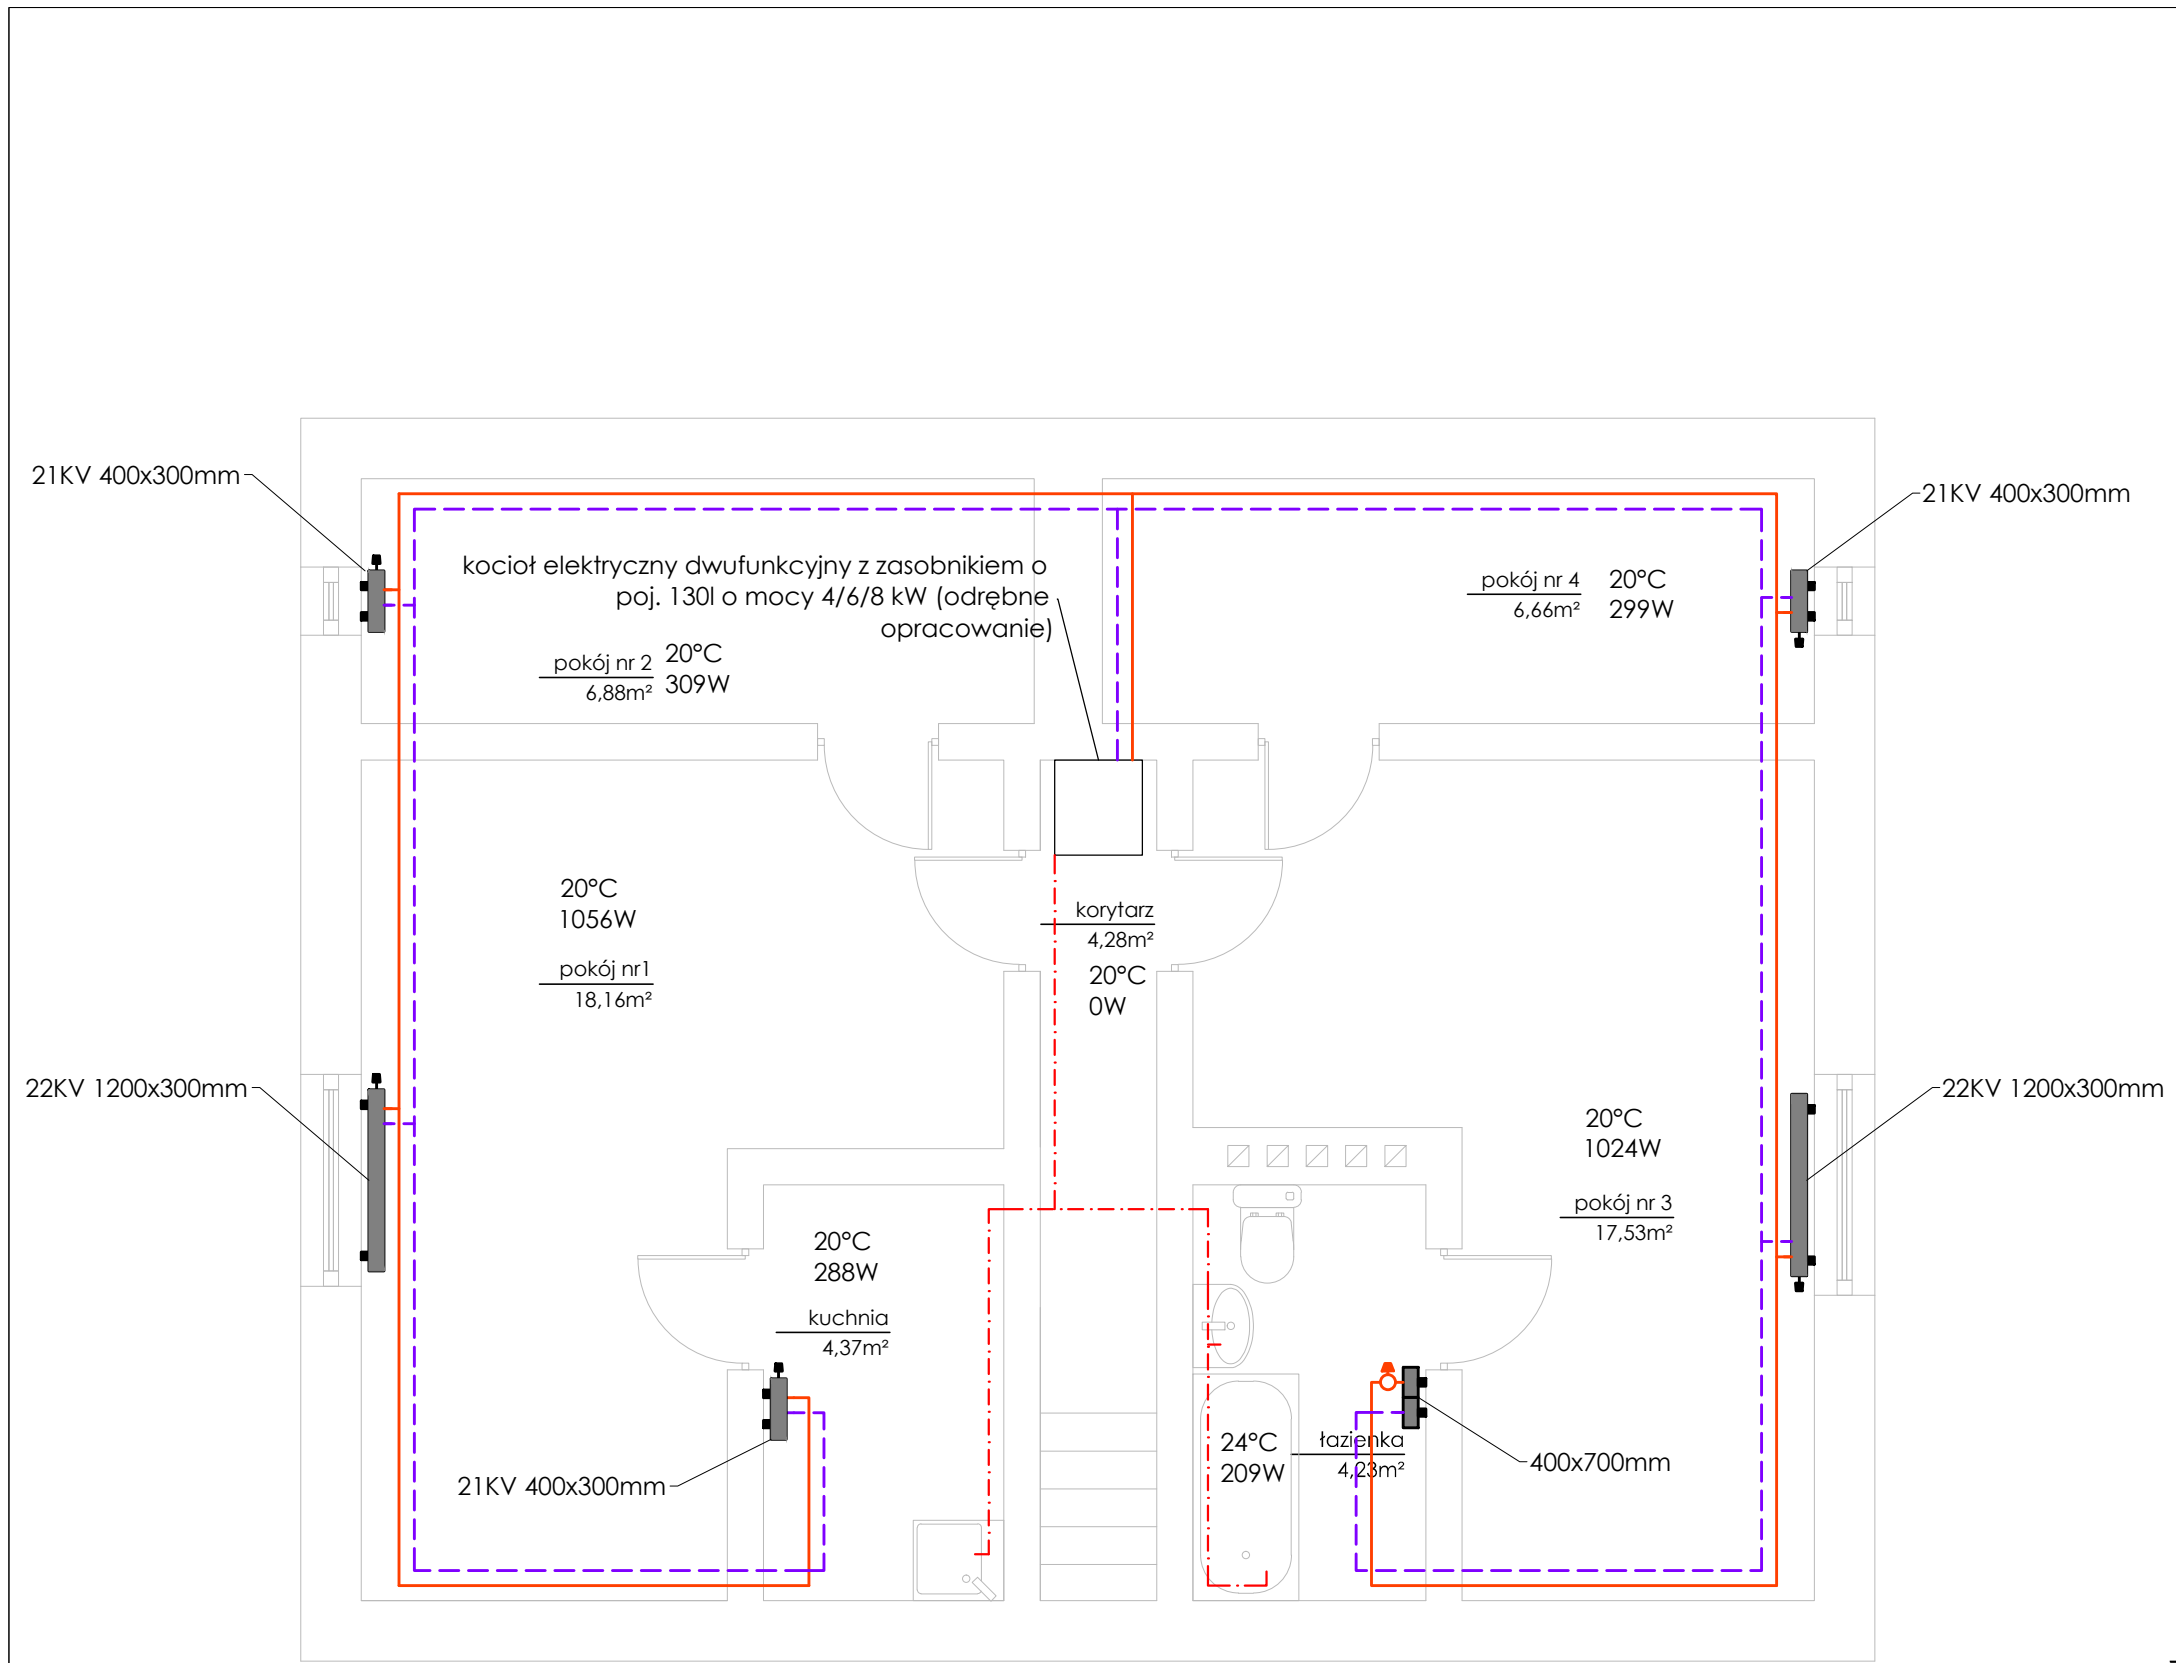 21KV 400x300mm
21KV 400x300mm
kocioł elektryczny dwufunkcyjny z zasobnikiem o
poj. 130l o mocy 4/6/8 kW (odrębne
opracowanie)
pokój nr 4
6,66m²
20°C
299W
pokój nr 2
6,88m²
20°C
309W
20°C
1056W
pokój nr1
18,16m²
korytarz
4,28m²
20°C
0W
22KV 1200x300mm
22KV 1200x300mm
20°C
1024W
pokój nr 3
17,53m²
20°C
288W
kuchnia
4,37m²
24°C
209W
łazienka
4,23m²
400x700mm
21KV 400x300mm